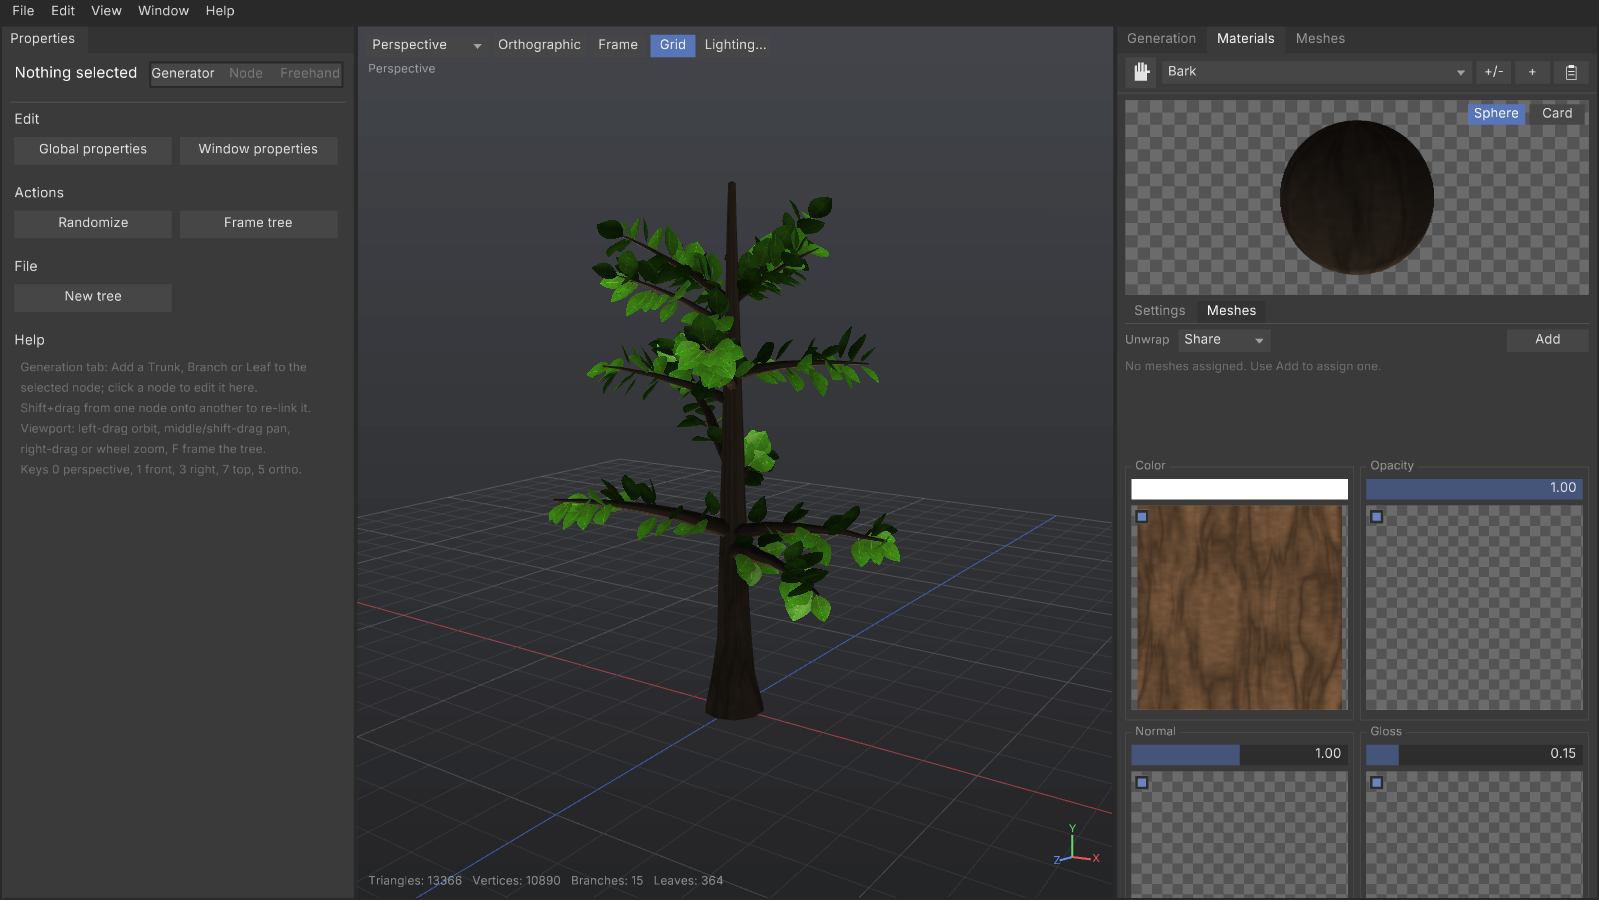 File Edit View Window Help
Properties
Nothing selected Generator Node Freehand
Edit
Global properties Window properties
Actions
Randomize Frame tree
File
New tree
Help
Generation tab: Add a Trunk, Branch or Leaf to the
selected node; click a node to edit it here.
Shift+drag from one node onto another to re-link it.
Viewport: left-drag orbit, middle/shift-drag pan,
right-drag or wheel zoom, F frame the tree.
Keys 0 perspective, 1 front, 3 right, 7 top, 5 ortho.
Perspective Orthographic Frame Grid Lighting...
Perspective
Y
Z X
Triangles: 13366 Vertices: 10890 Branches: 15 Leaves: 364
Generation Materials Meshes
Bark +/- +
Sphere Card
Settings Meshes
Unwrap Share Add
No meshes assigned. Use Add to assign one.
Color Opacity
1.00
Normal Gloss
1.00 0.15